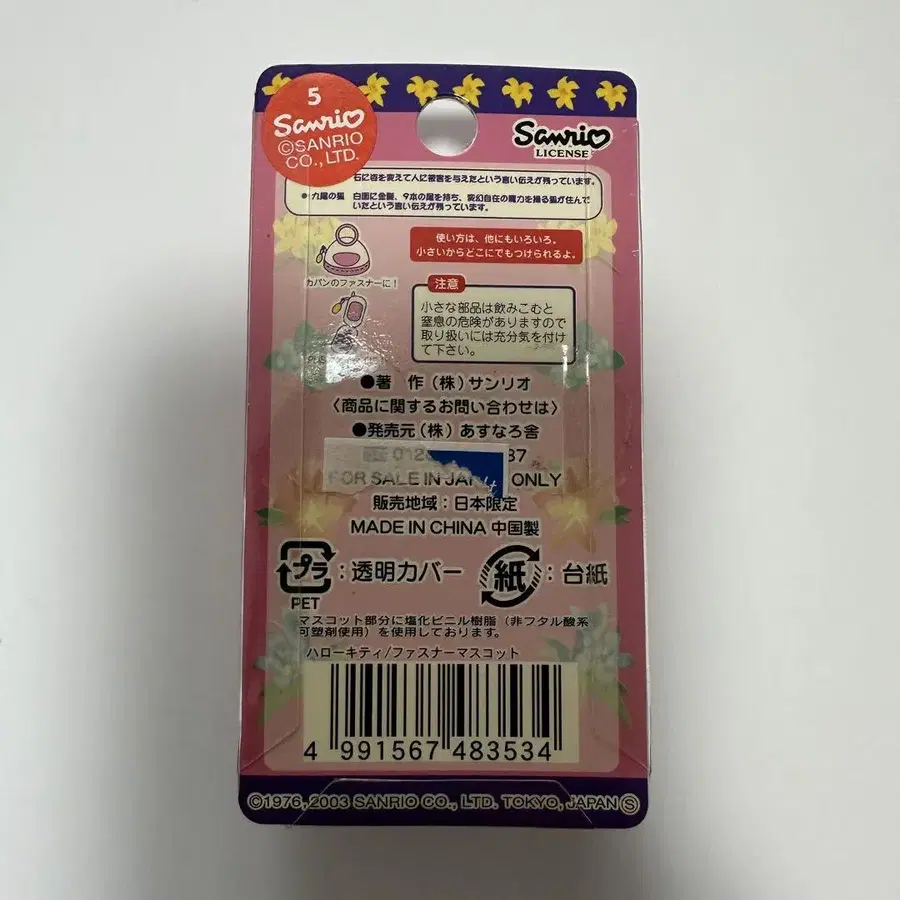 5
Sanrio
©SANRIO
CO., LTD.
Sanrio
LICENSE
石に姿を変えて人に被害を与えたという言い伝えが残っています。
● 九尾の狐 白面に金髪、9本の尾を持ち、変幻自在の魔力を操る狐が住んで
いたという言い伝えが残っています。
使い方は、他にもいろいろ。
小さいからどこにでもつけられるよ。
カバンのファスナーに!
注意
小さな部品は飲みこむと
窒息の危険がありますので
取り扱いには充分気を付け
て下さい。
●著 作(株)サンリオ
〈商品に関するお問い合わせは〉
●発売元(株)あすなろ舎
012 37
FOR SALE IN JAPAN ONLY
販売地域:日本限定
MADE IN CHINA 中国製
プラ:透明カバー 紙:台紙
PET
マスコット部分に塩化ビニル樹脂(非フタル酸系
可塑剤使用)を使用しております。
ハローキティ/ファスナーマスコット
4 991567 483534
©1976, 2003 SANRIO CO., LTD. TOKYO, JAPAN Ⓢ